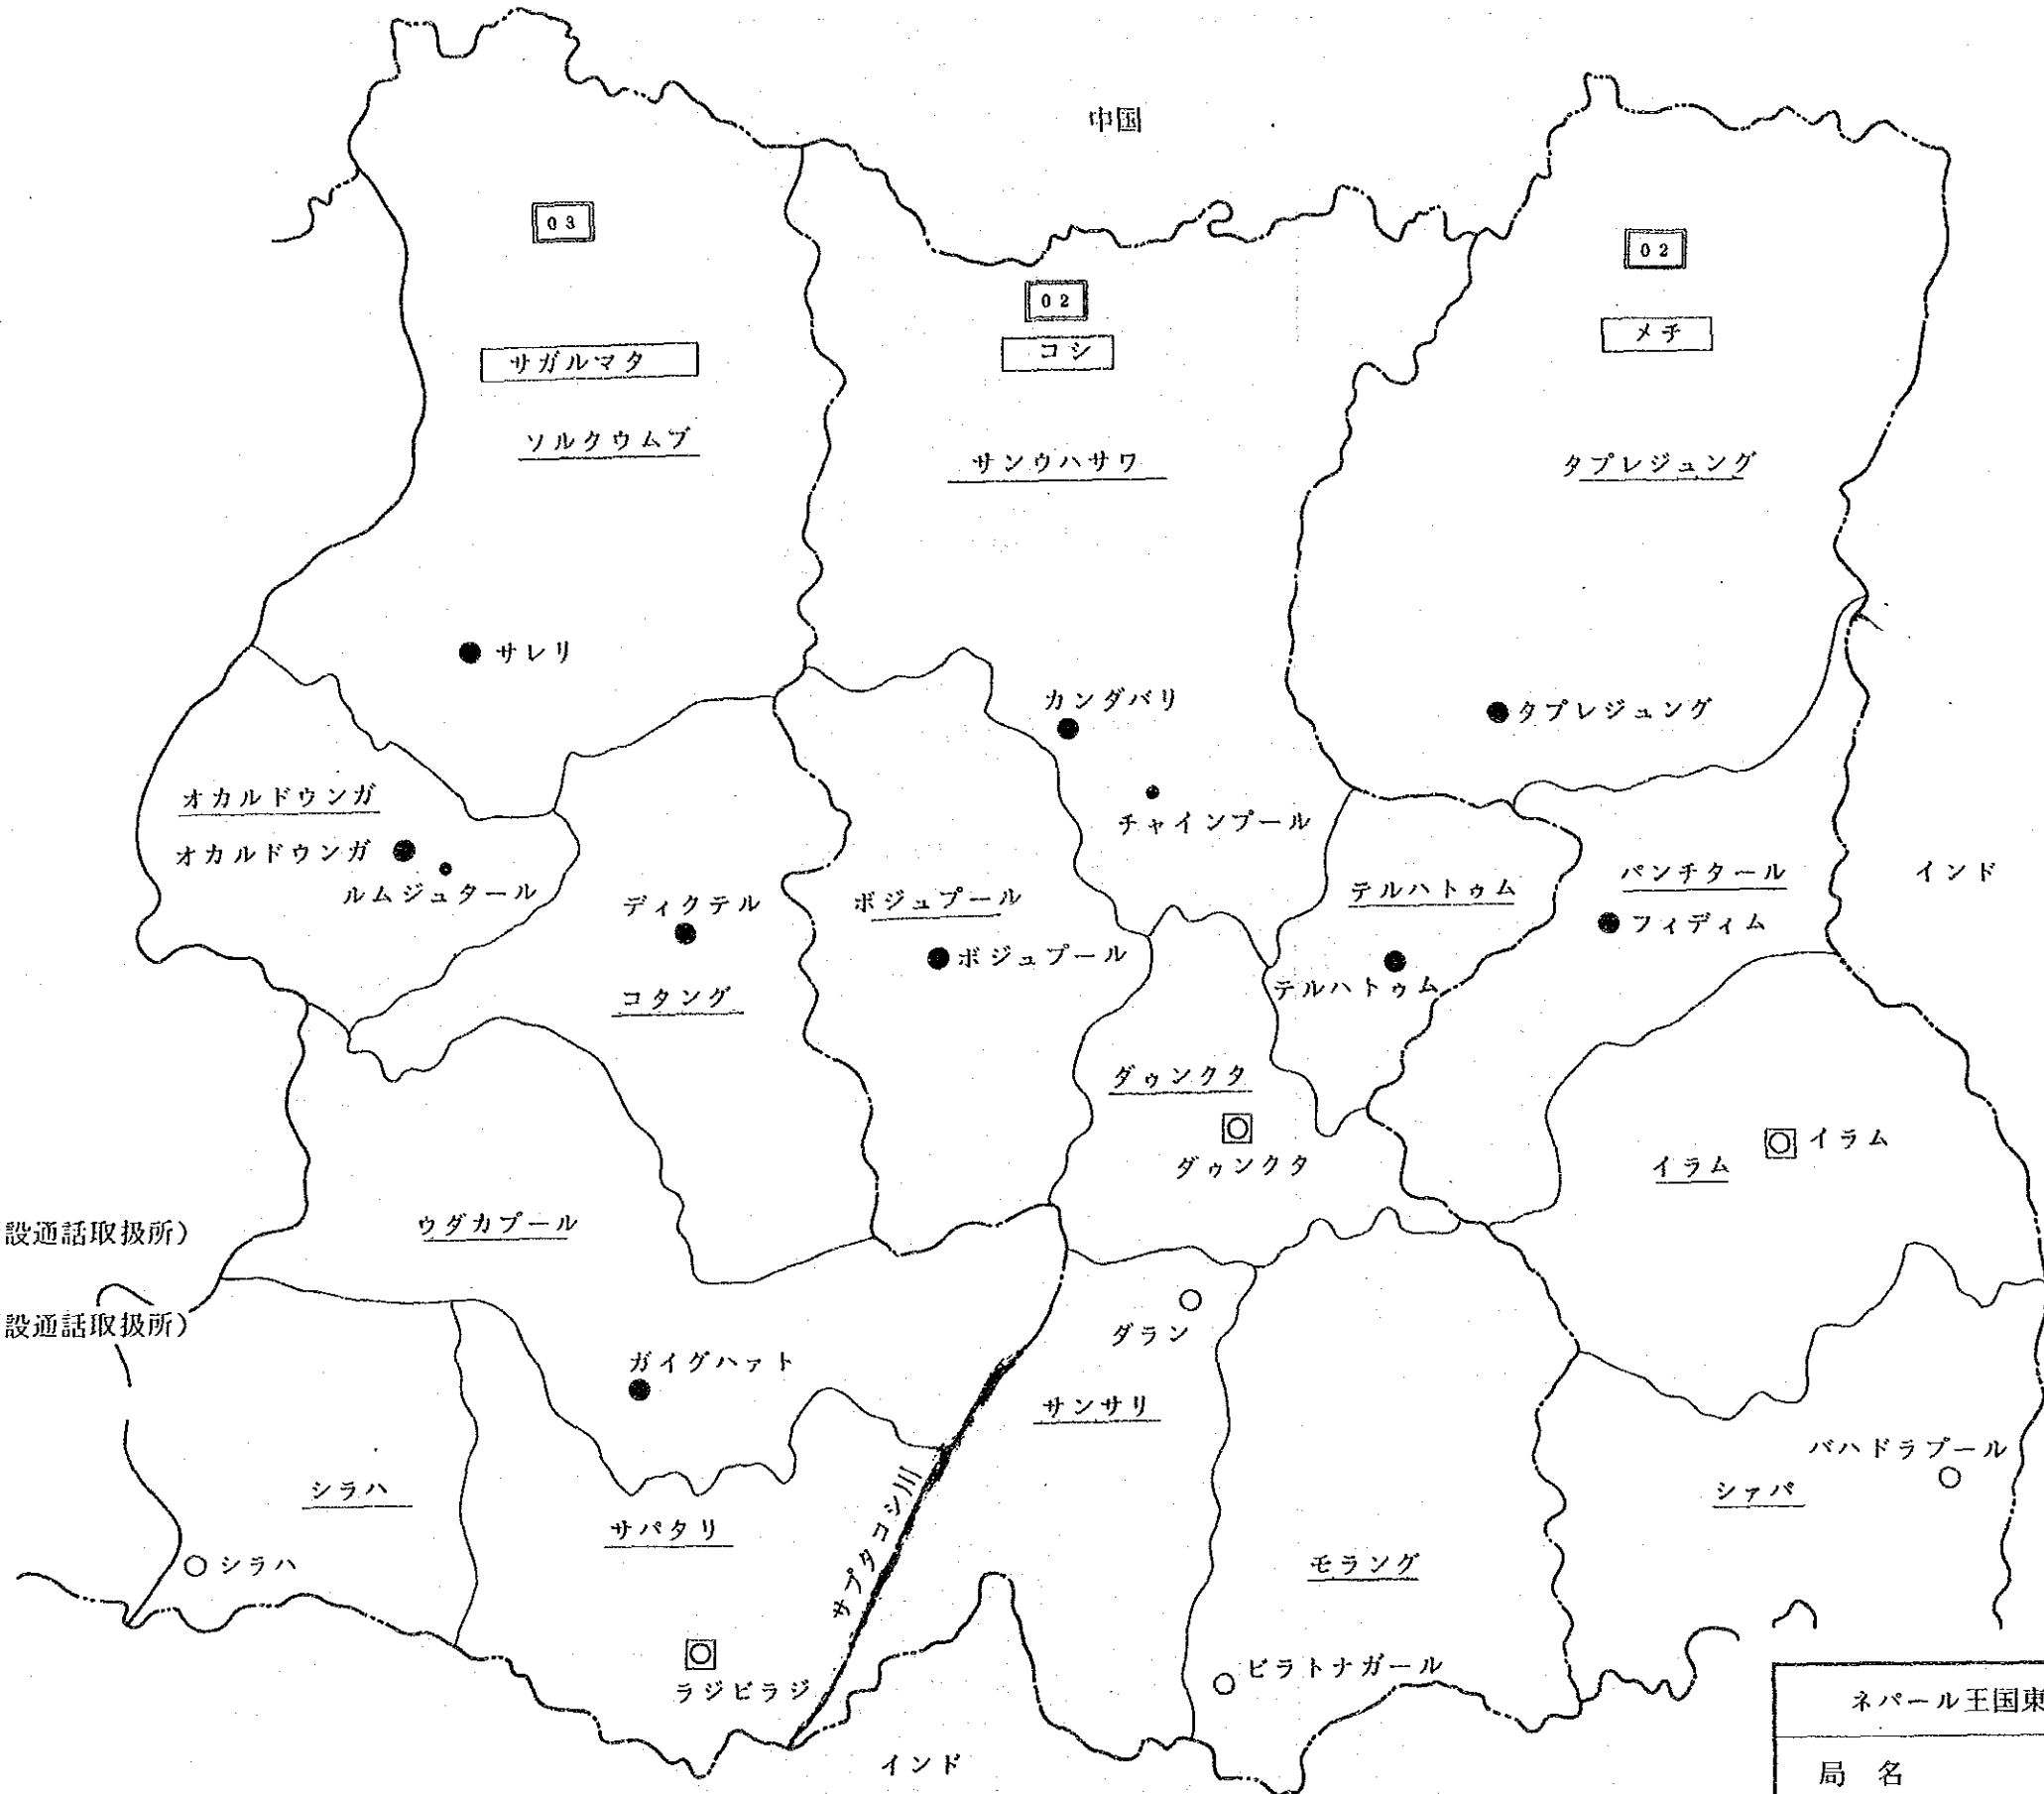 中国
03
02
02
メチ
コシ
サガルマタ
ソルクウムブ
サンウハサワ
タプレジュング
サレリ
カンダバリ
タプレジュング
オカルドウンガ
チャインプール
オカルドウンガ
ルムジュタール
ディクテル
ボジュプール
テルハトゥム
パンチタール
インド
フィディム
ボジュプール
コタング
テルハトゥム
ダゥンクタ
ダゥンクタ
イラム
イラム
設通話取扱所)
ウダカプール
設通話取扱所)
ダラン
ガイグハット
サンサリ
バハドラプール
シラハ
サパタリ
サプタコシ川
シァパ
シラハ
モラング
ラジビラジ
ビラトナガール
インド
ネパール王国東
局 名